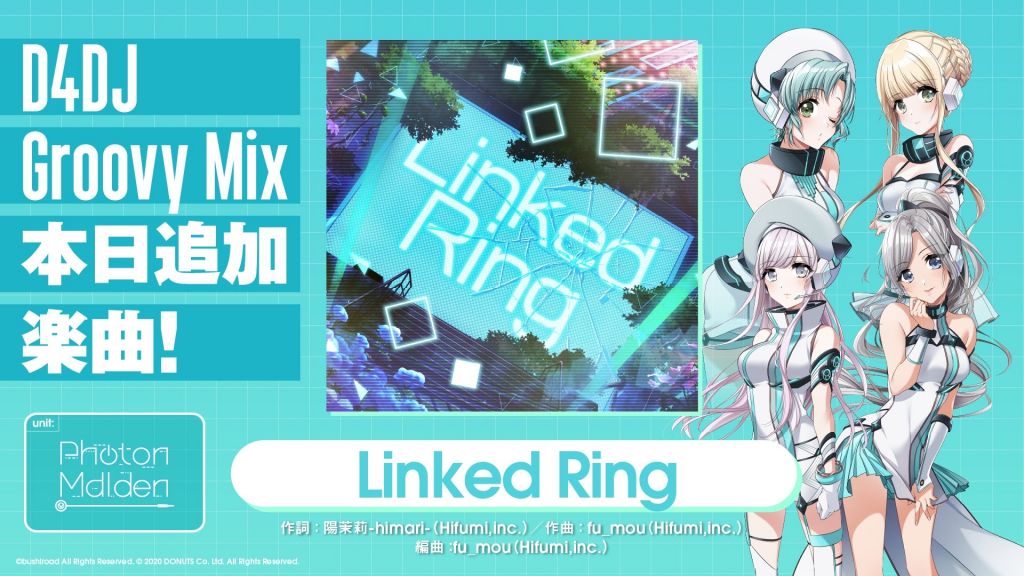 D4DJ
Groovy Mix
本日追加
楽曲!
Linked
Ring
unit:
Photon
Maiden
Linked Ring
作詞：陽茉莉-himari-（Hifumi,inc.）／作曲：fu_mou（Hifumi,inc.）
編曲：fu_mou（Hifumi,inc.）
©bushiroad All Rights Reserved. © 2020 DONUTS Co. Ltd. All Rights Reserved.